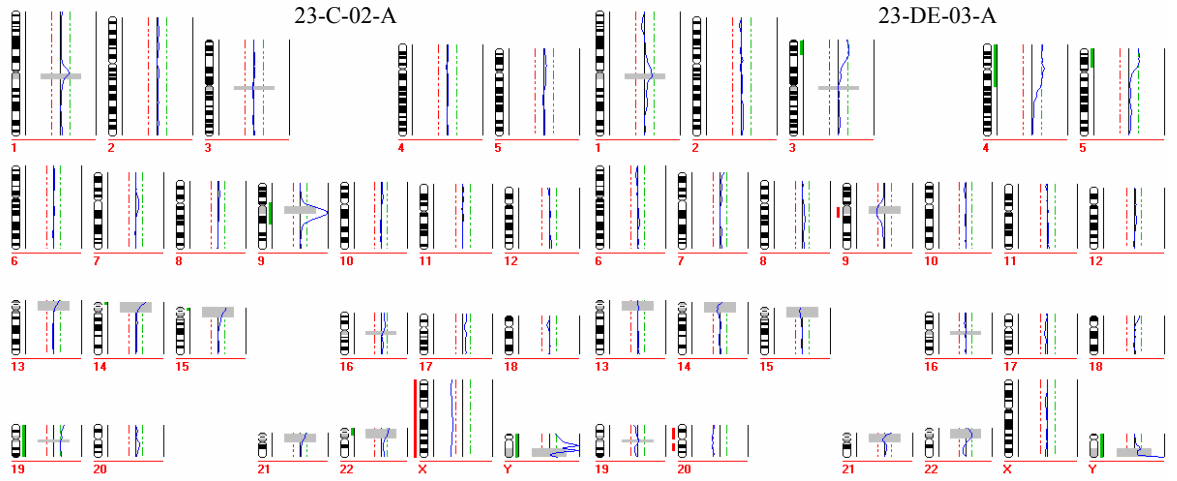 23-C-02-A 23-DE-03-A
1 2 3 4 5 1 2 3 4 5
6 7 8 9 10 11 12 6 7 8 9 10 11 12
13 14 15 16 17 18 13 14 15 16 17 18
19 20 21 22 X Y 19 20 21 22 X Y